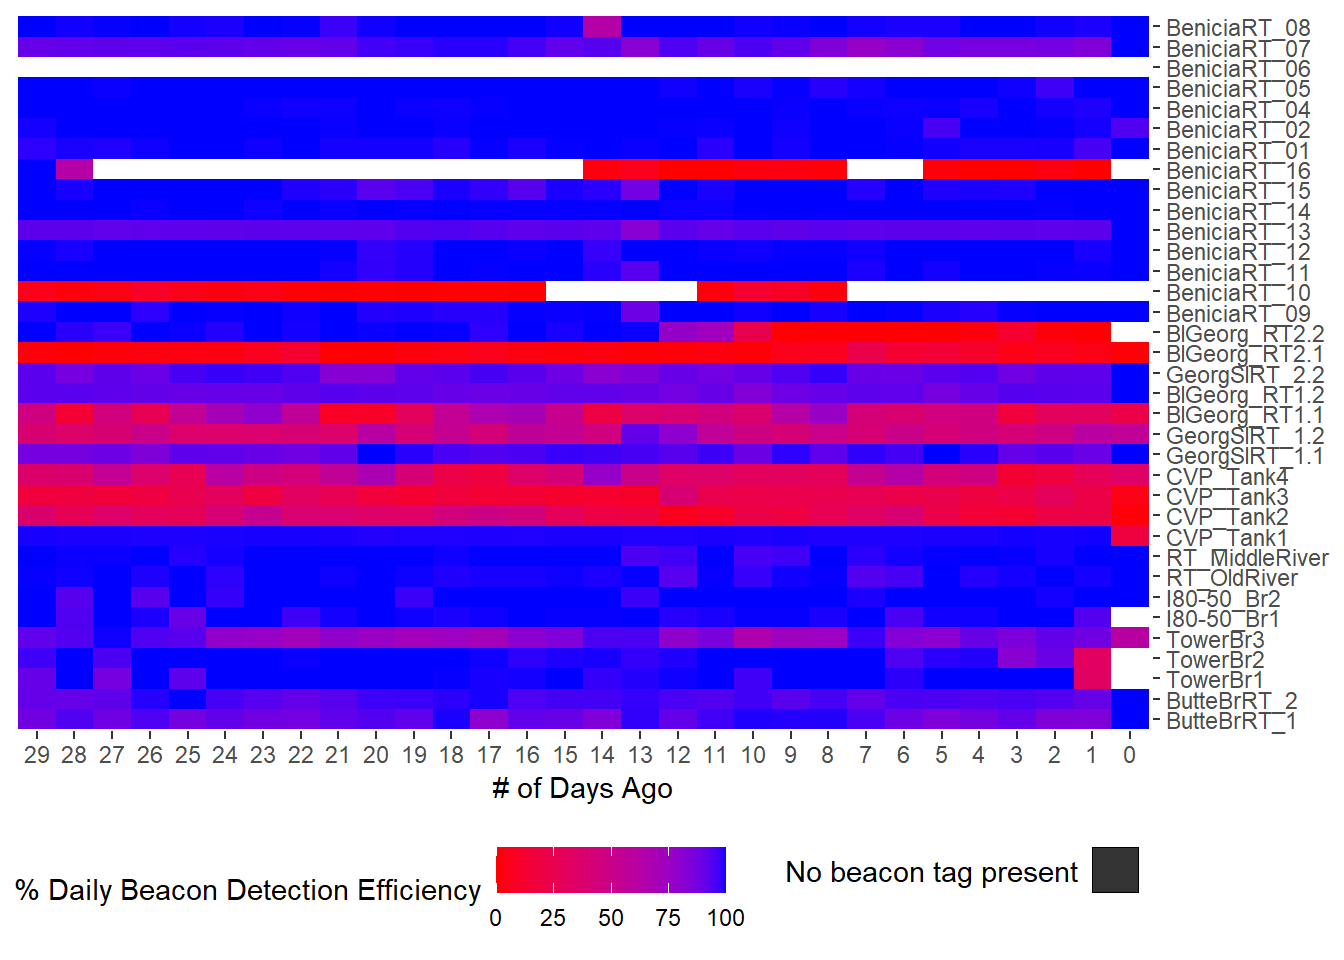 BeniciaRT_08
BeniciaRT_07
BeniciaRT_06
BeniciaRT_05
BeniciaRT_04
BeniciaRT_02
BeniciaRT_01
BeniciaRT_16
BeniciaRT_15
BeniciaRT_14
BeniciaRT_13
BeniciaRT_12
BeniciaRT_11
BeniciaRT_10
BeniciaRT_09
BlGeorg_RT2.2
BlGeorg_RT2.1
GeorgSlRT_2.2
BlGeorg_RT1.2
BlGeorg_RT1.1
GeorgSlRT_1.2
GeorgSlRT_1.1
CVP_Tank4
CVP_Tank3
CVP_Tank2
CVP_Tank1
RT_MiddleRiver
RT_OldRiver
I80-50_Br2
I80-50_Br1
TowerBr3
TowerBr2
TowerBr1
ButteBrRT_2
ButteBrRT_1
29 28 27 26 25 24 23 22 21 20 19 18 17 16 15 14 13 12 11 10 9 8 7 6 5 4 3 2 1 0
# of Days Ago
% Daily Beacon Detection Efficiency
0 25 50 75 100
No beacon tag present